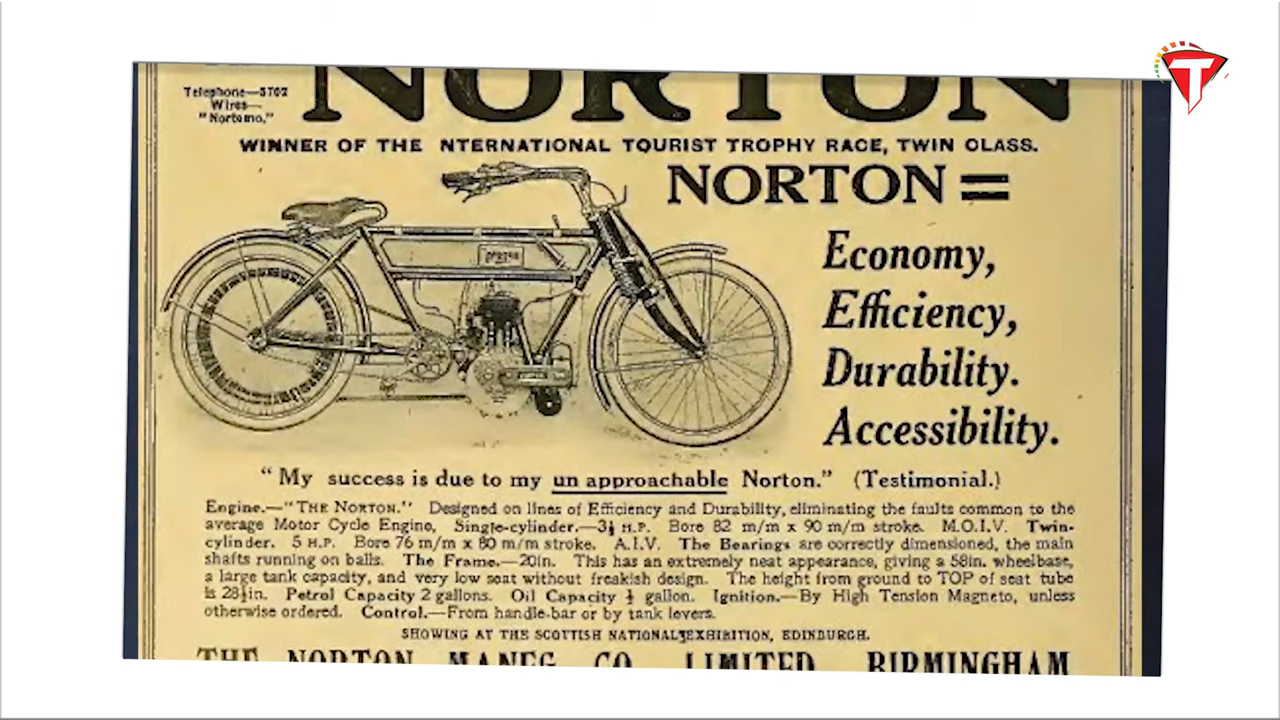 NORTON
Telephone—3702
Wires—
"Nortomo."
WINNER OF THE NTERNATIONAL TOURIST TROPHY RACE, TWIN CLASS.
NORTON =
NORTON
Economy,
Efficiency,
Durability.
Accessibility.
"My success is due to my un approachable Norton." (Testimonial.)
Engine.—"THE NORTON." Designed on lines of Efficiency and Durability, eliminating the faults common to the
average Motor Cycle Engine, Single-cylinder.—3½ H.P. Bore 82 m/m x 90 m/m stroke. M.O.I.V. Twin-
cylinder. 5 H.P. Bore 76 m/m x 80 m/m stroke. A.I.V. The Bearings are correctly dimensioned, the main
shafts running on balls. The Frame.—20in. This has an extremely neat appearance, giving a 58in. wheelbase,
a large tank capacity, and very low seat without freakish design. The height from ground to TOP of seat tube
is 28½in. Petrol Capacity 2 gallons. Oil Capacity ½ gallon. Ignition.—By High Tension Magneto, unless
otherwise ordered. Control.—From handle-bar or by tank levers.
SHOWING AT THE SCOTTISH NATIONAL EXHIBITION, EDINBURGH.
THE NORTON MANFG CO LIMITED BIRMINGHAM
T